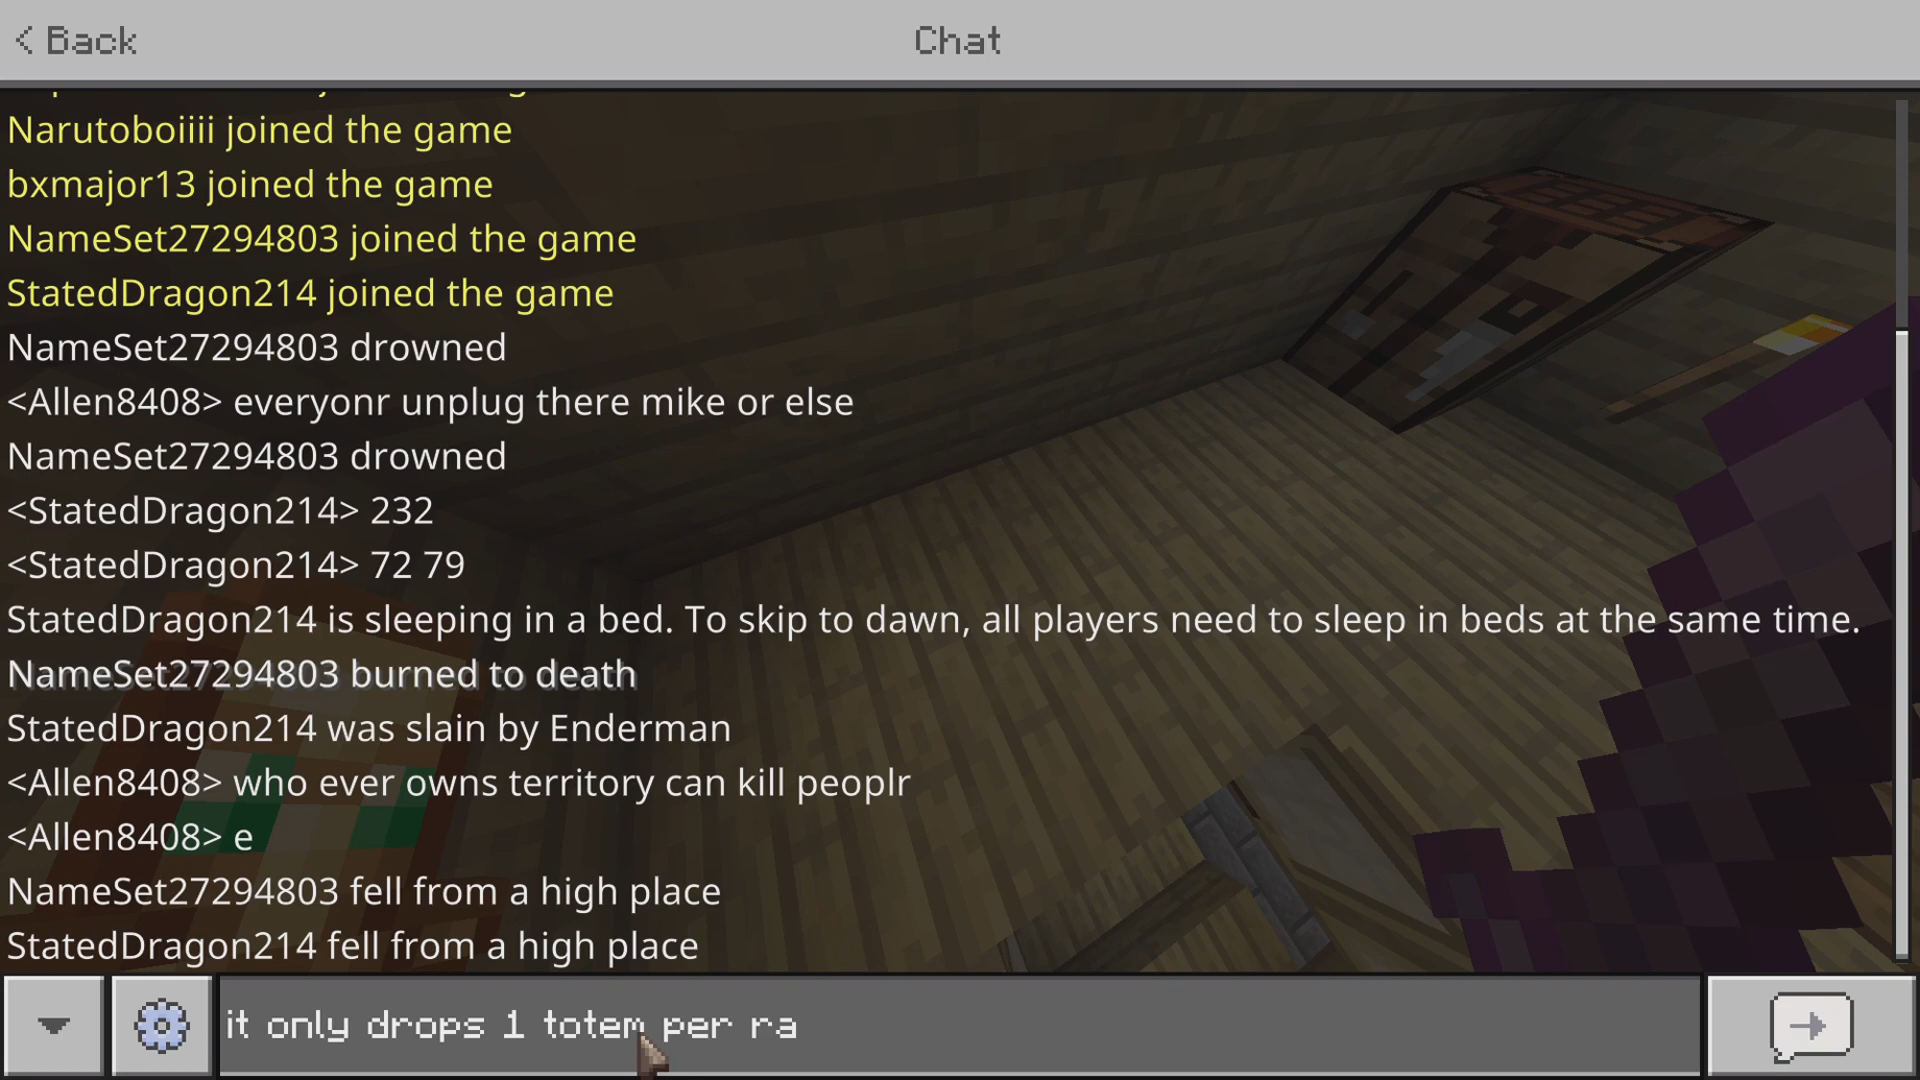 < Back
Chat
Narutoboiiii joined the game
bxmajor13 joined the game
NameSet27294803 joined the game
StatedDragon214 joined the game
NameSet27294803 drowned
<Allen8408> everyonr unplug there mike or else
NameSet27294803 drowned
<StatedDragon214> 232
<StatedDragon214> 72 79
StatedDragon214 is sleeping in a bed. To skip to dawn, all players need to sleep in beds at the same time.
NameSet27294803 burned to death
StatedDragon214 was slain by Enderman
<Allen8408> who ever owns territory can kill peoplr
<Allen8408> e
NameSet27294803 fell from a high place
StatedDragon214 fell from a high place
it only drops 1 totem per ra